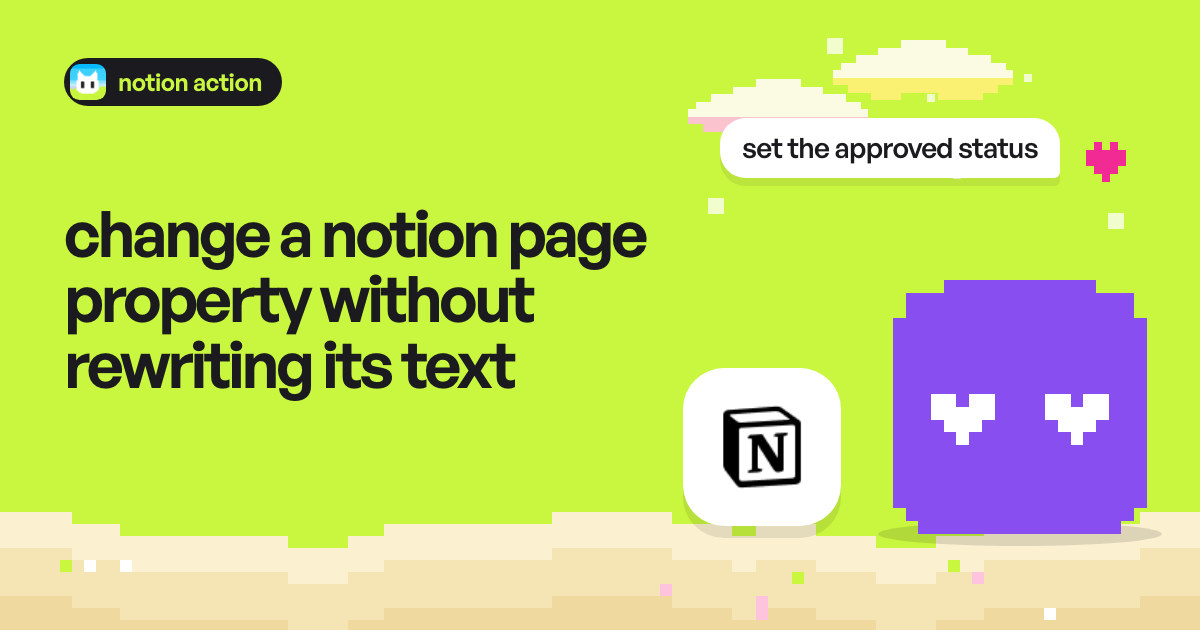 notion action
set the approved status
change a notion page
property without
rewriting its text
N